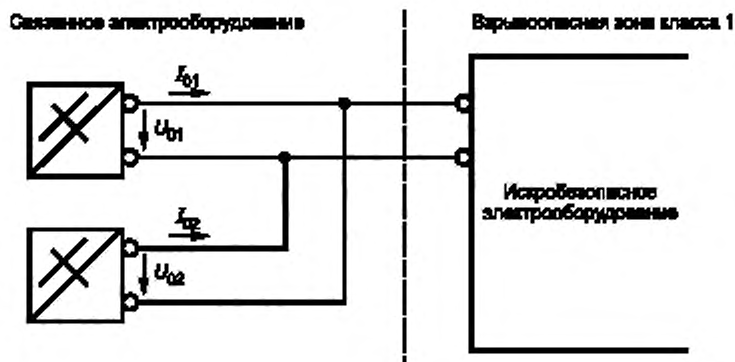 Связанное электрооборудование
Взрывоопасная зона класса 1
I01
U01
Искробезопасное
электрооборудование
I02
U02